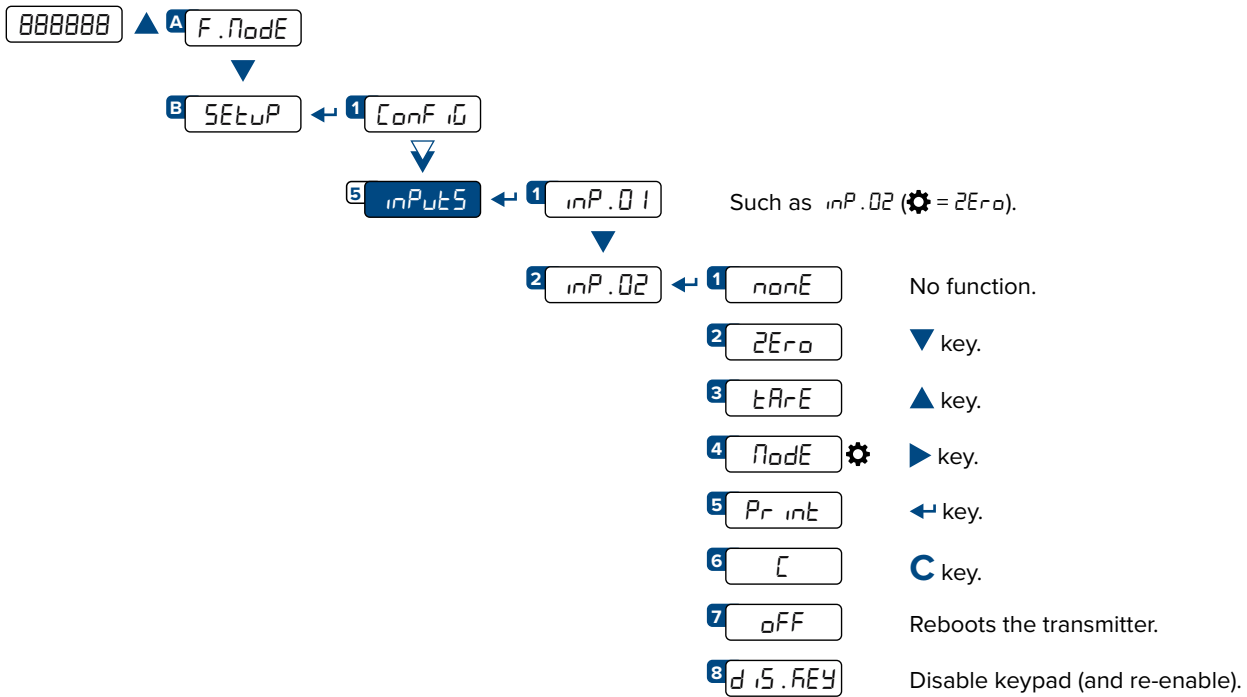 888888 A F.ModE
B SEtuP 1 ConFiG
5 inPutS 1 inP.01 Such as inP.02 ( = ZEro).
2 inP.02 1 nonE No function.
2 ZEro key.
3 tArE key.
4 ModE key.
5 Print key.
6 C C key.
7 oFF Reboots the transmitter.
8 diS.KEY Disable keypad (and re-enable).